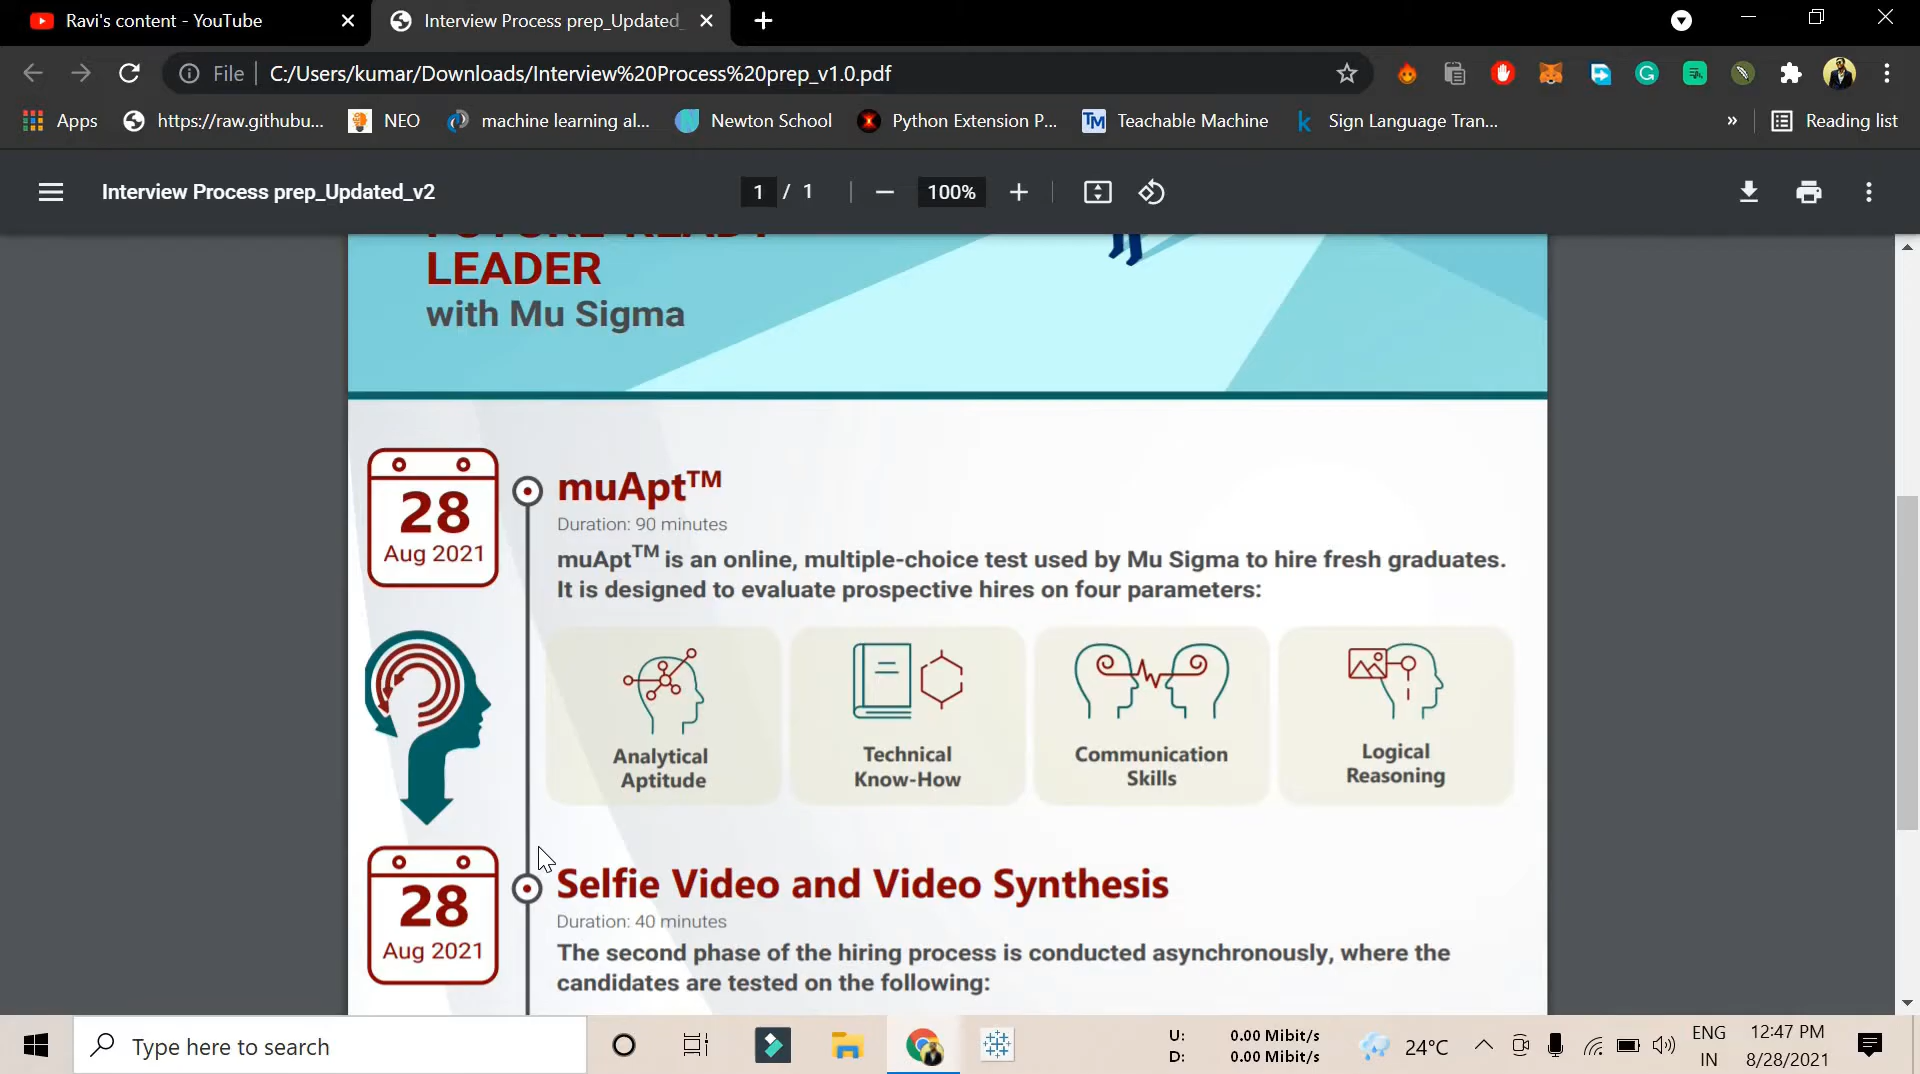 Ravi's content - YouTube
Interview Process prep_Updated_
File
C:/Users/kumar/Downloads/Interview%20Process%20prep_v1.0.pdf
Apps
https://raw.githubu...
NEO
machine learning al...
Newton School
Python Extension P...
TM
Teachable Machine
k
Sign Language Tran...
»
Reading list
Interview Process prep_Updated_v2
1 / 1
100%
FUTURE READY
LEADER
with Mu Sigma
28
Aug 2021
muApt™
Duration: 90 minutes
muApt™ is an online, multiple-choice test used by Mu Sigma to hire fresh graduates.
It is designed to evaluate prospective hires on four parameters:
Analytical
Aptitude
Technical
Know-How
Communication
Skills
Logical
Reasoning
28
Aug 2021
Selfie Video and Video Synthesis
Duration: 40 minutes
The second phase of the hiring process is conducted asynchronously, where the
candidates are tested on the following:
Type here to search
U: 0.00 Mibit/s
D: 0.00 Mibit/s
24°C
ENG
IN
12:47 PM
8/28/2021